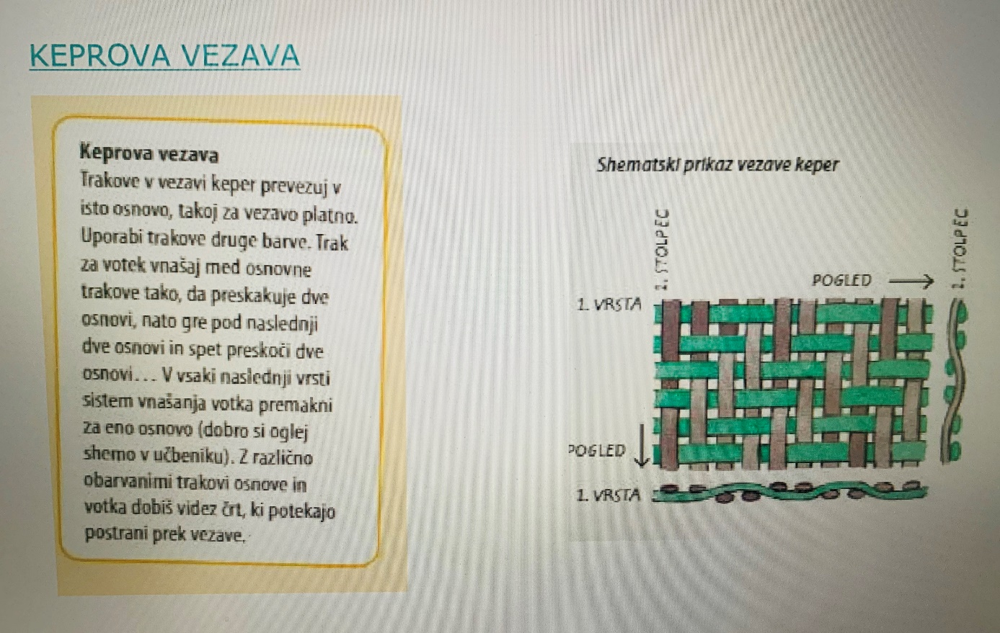 KEPROVA VEZAVA
Keprova vezava
Trakove v vezavi keper prevezuj v
isto osnovo, takoj za vezavo platno.
Uporabi trakove druge barve. Trak
za votek vnašaj med osnovne
trakove tako, da preskakuje dve
osnovi, nato gre pod naslednji
dve osnovi in spet preskoči dve
osnovi... V vsaki naslednji vrsti
sistem vnašanja votka premakni
za eno osnovo (dobro si oglej
shemo v učbeniku). Z različno
obarvanimi trakovi osnove in
votka dobiš videz črt, ki potekajo
postrani prek vezave.
Shematski prikaz vezave keper
1. STOLPEC
1. STOLPEC
POGLED
1. VRSTA
POGLED
1. VRSTA